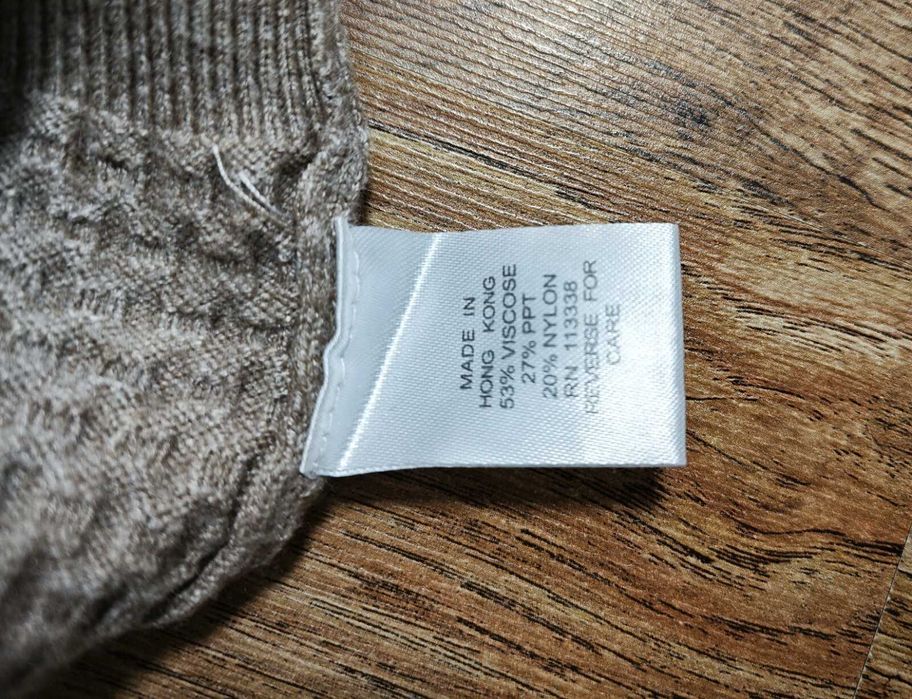 MADE IN
HONG KONG
53% VISCOSE
27% PPT
20% NYLON
RN 113338
REVERSE FOR
CARE